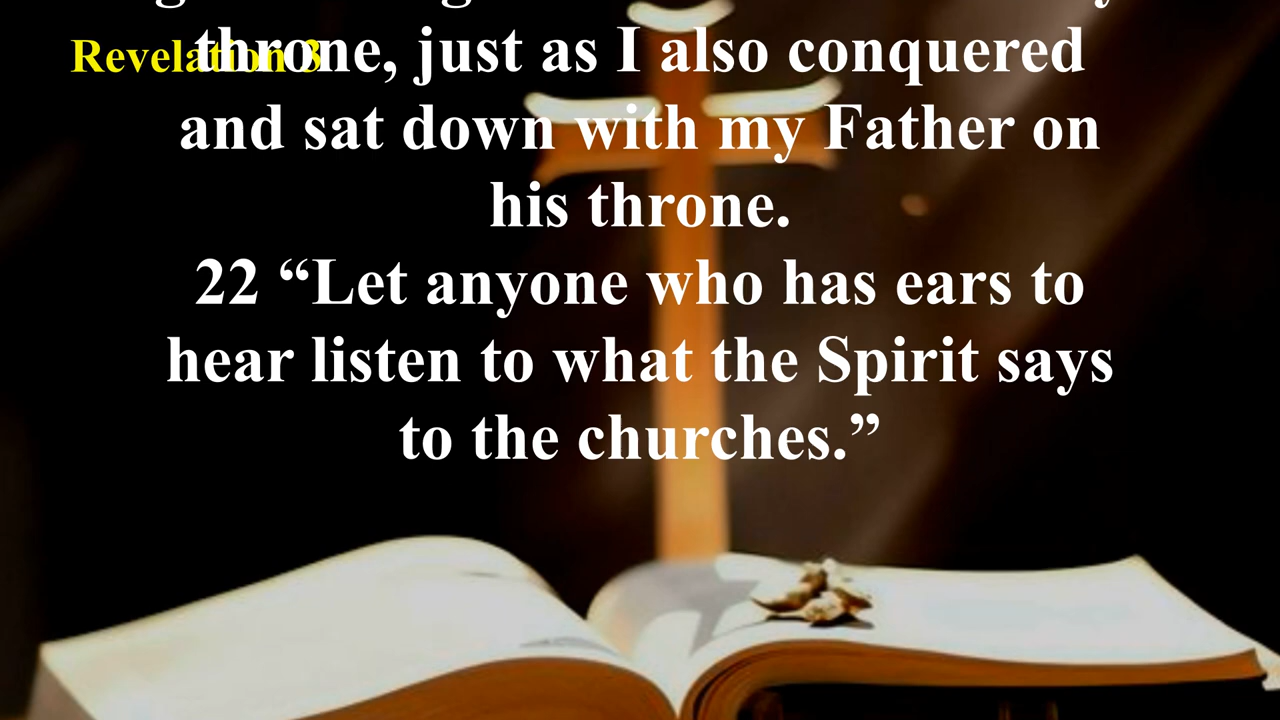 Revelation 3
throne, just as I also conquered
and sat down with my Father on
his throne.
22 “Let anyone who has ears to
hear listen to what the Spirit says
to the churches.”